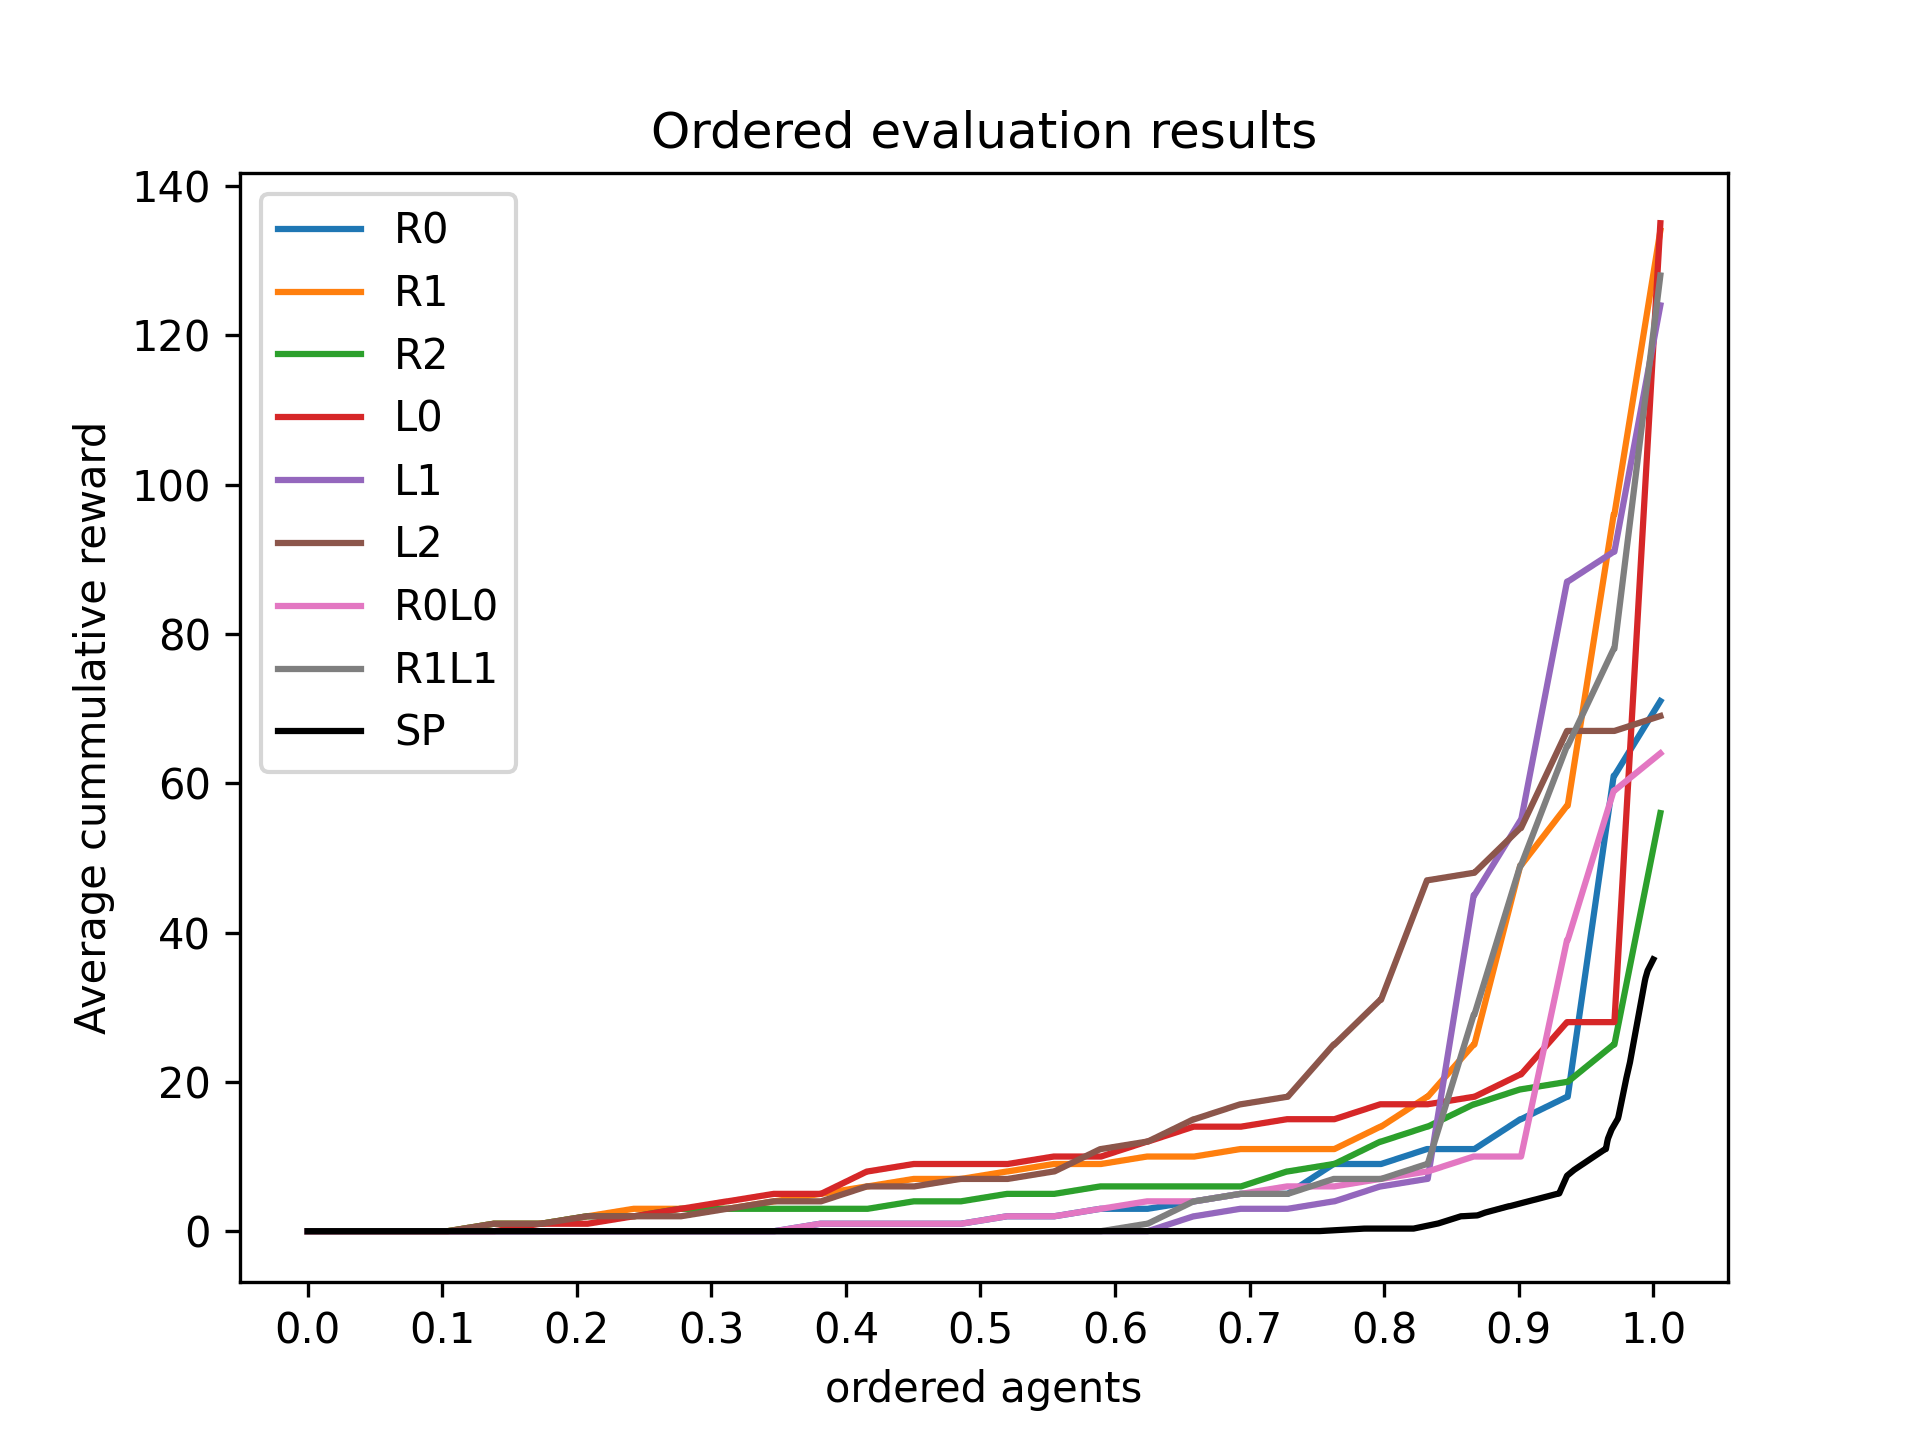 Ordered evaluation results
140
120
100
80
60
40
20
0
Average cummulative reward
R0
R1
R2
L0
L1
L2
R0L0
R1L1
SP
0.0 0.1 0.2 0.3 0.4 0.5 0.6 0.7 0.8 0.9 1.0
ordered agents